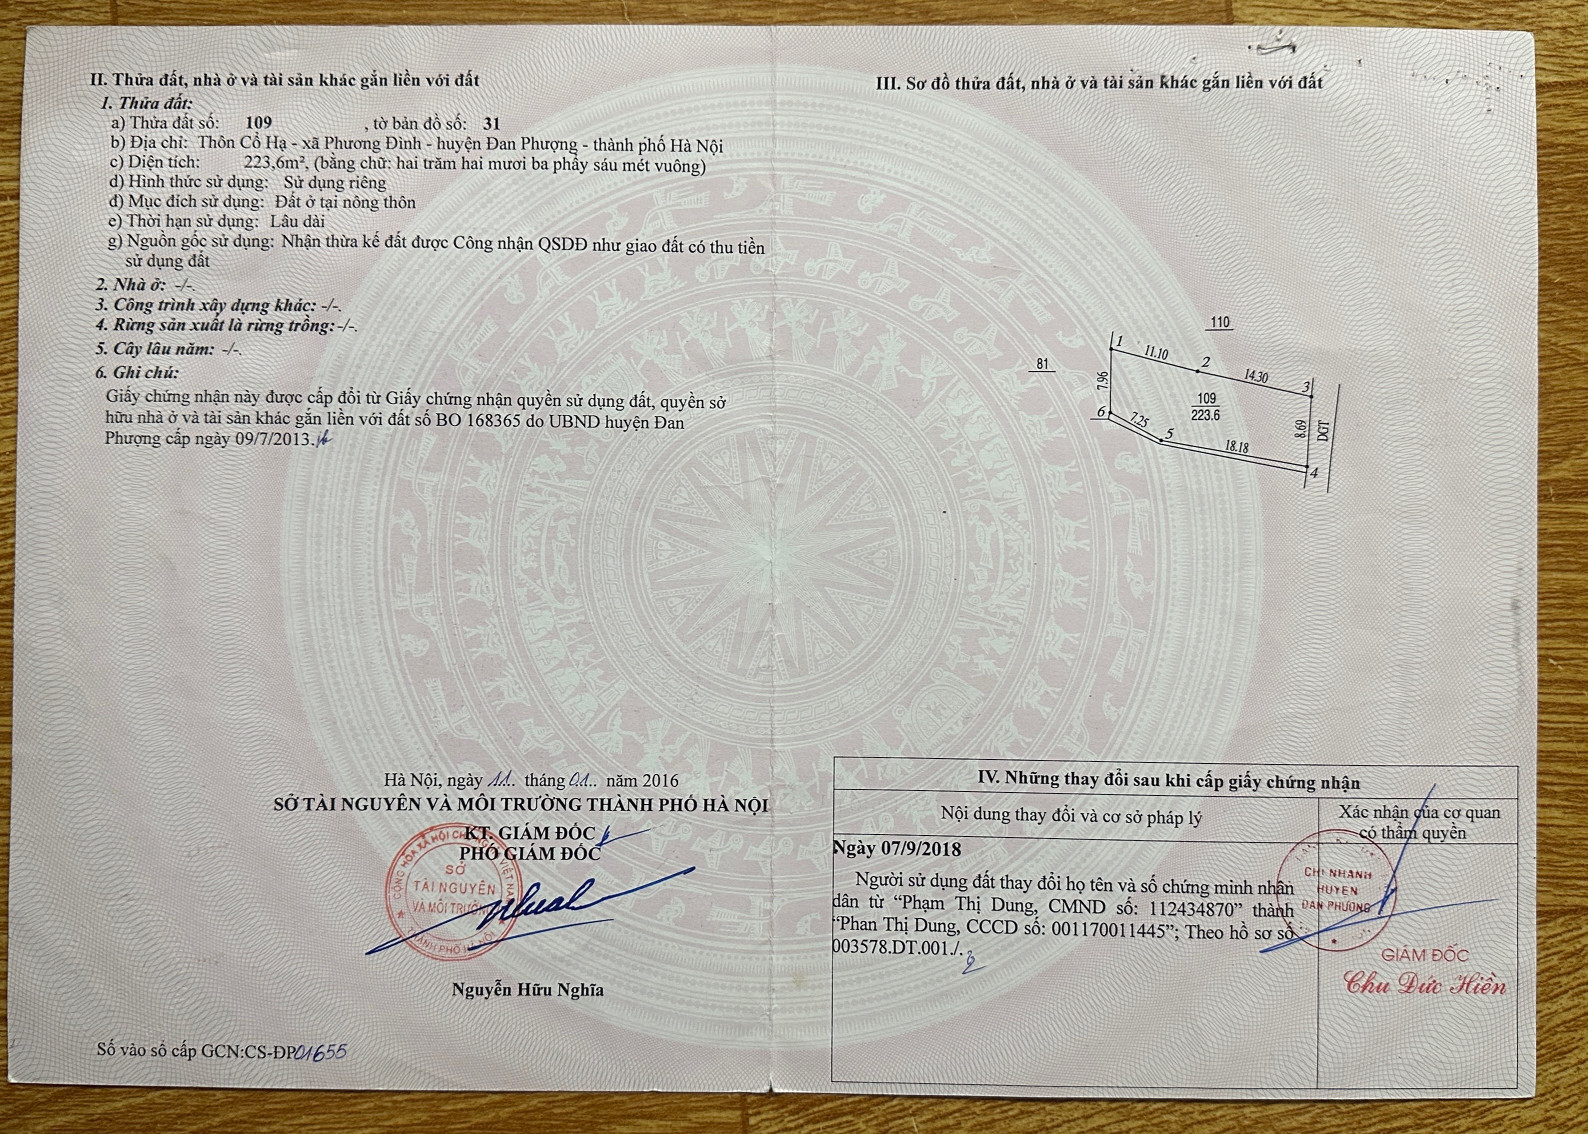 II. Thửa đất, nhà ở và tài sản khác gắn liền với đất
1. Thửa đất:
a) Thửa đất số: 109 , tờ bản đồ số: 31
b) Địa chỉ: Thôn Cổ Hạ - xã Phương Đình - huyện Đan Phượng - thành phố Hà Nội
c) Diện tích: 223,6m², (bằng chữ: hai trăm hai mươi ba phẩy sáu mét vuông)
d) Hình thức sử dụng: Sử dụng riêng
đ) Mục đích sử dụng: Đất ở tại nông thôn
e) Thời hạn sử dụng: Lâu dài
g) Nguồn gốc sử dụng: Nhận thừa kế đất được Công nhận QSDĐ như giao đất có thu tiền
sử dụng đất
2. Nhà ở: -/-.
3. Công trình xây dựng khác: -/-.
4. Rừng sản xuất là rừng trồng: -/-.
5. Cây lâu năm: -/-.
6. Ghi chú:
Giấy chứng nhận này được cấp đổi từ Giấy chứng nhận quyền sử dụng đất, quyền sở
hữu nhà ở và tài sản khác gắn liền với đất số BO 168365 do UBND huyện Đan
Phượng cấp ngày 09/7/2013.
Hà Nội, ngày 11.. tháng 01.. năm 2016
SỞ TÀI NGUYÊN VÀ MÔI TRƯỜNG THÀNH PHỐ HÀ NỘI
KT. GIÁM ĐỐC
PHÓ GIÁM ĐỐC
CỘNG HÒA XÃ HỘI CHỦ NGHĨA VIỆT NAM
SỞ
TÀI NGUYÊN
VÀ MÔI TRƯỜNG
THÀNH PHỐ HÀ NỘI
Nguyễn Hữu Nghĩa
Số vào sổ cấp GCN:CS-ĐP01655
III. Sơ đồ thửa đất, nhà ở và tài sản khác gắn liền với đất
110
81
1
11.10
2
14.30
3
7.96
109
223.6
8.69
ĐGT
6
7.25
5
18.18
4
IV. Những thay đổi sau khi cấp giấy chứng nhận
Nội dung thay đổi và cơ sở pháp lý
Xác nhận của cơ quan
có thẩm quyền
Ngày 07/9/2018
Người sử dụng đất thay đổi họ tên và số chứng minh nhân
dân từ “Phạm Thị Dung, CMND số: 112434870” thành
“Phan Thị Dung, CCCD số: 001170011445”; Theo hồ sơ số
003578.DT.001./.
CHI NHÁNH
HUYỆN
ĐAN PHƯỢNG
GIÁM ĐỐC
Chu Đức Hiền